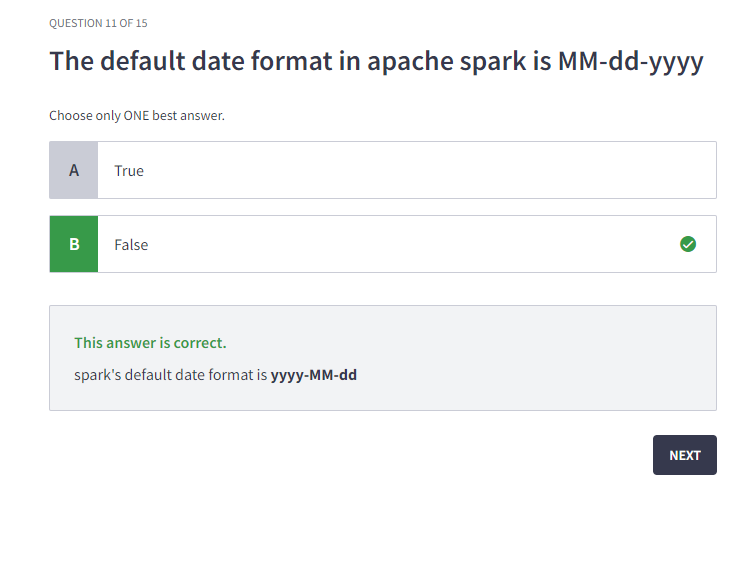 QUESTION 11 OF 15
The default date format in apache spark is MM-dd-yyyy
Choose only ONE best answer.
A True
B False
This answer is correct.
spark's default date format is yyyy-MM-dd
NEXT